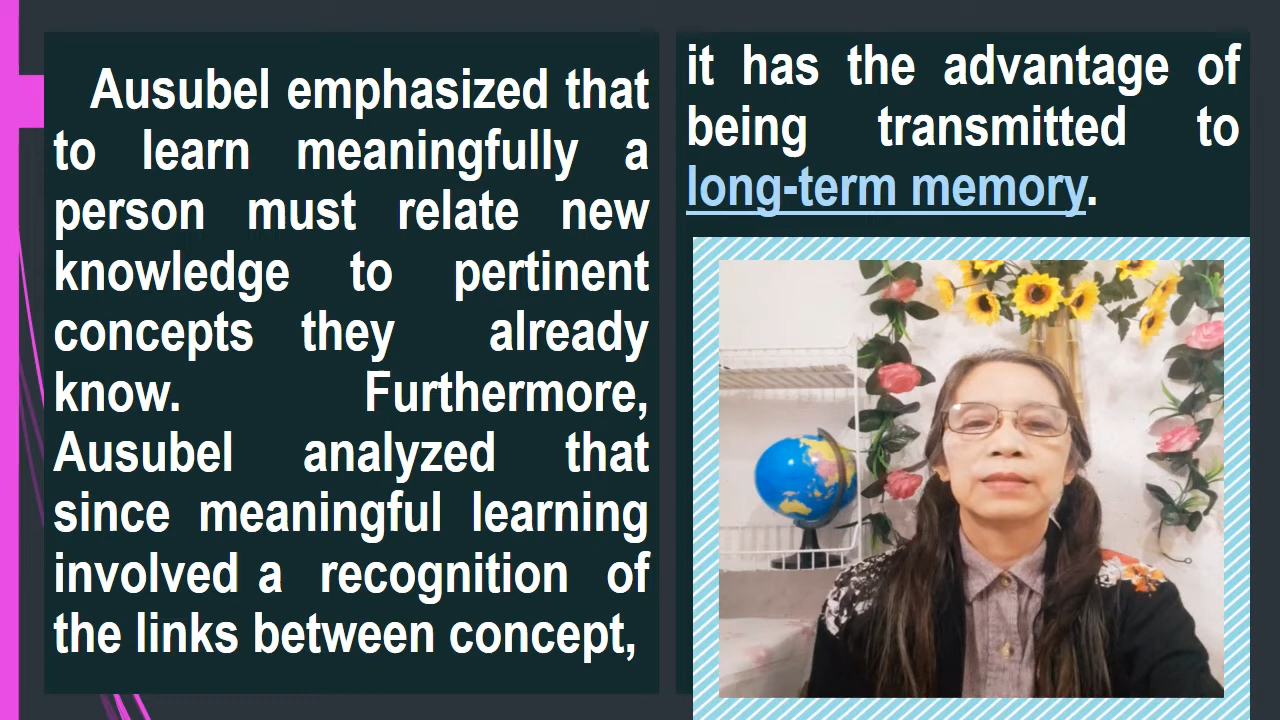 Ausubel emphasized that
to learn meaningfully a
person must relate new
knowledge to pertinent
concepts they already
know. Furthermore,
Ausubel analyzed that
since meaningful learning
involved a recognition of
the links between concept,
it has the advantage of
being transmitted to
long-term memory.